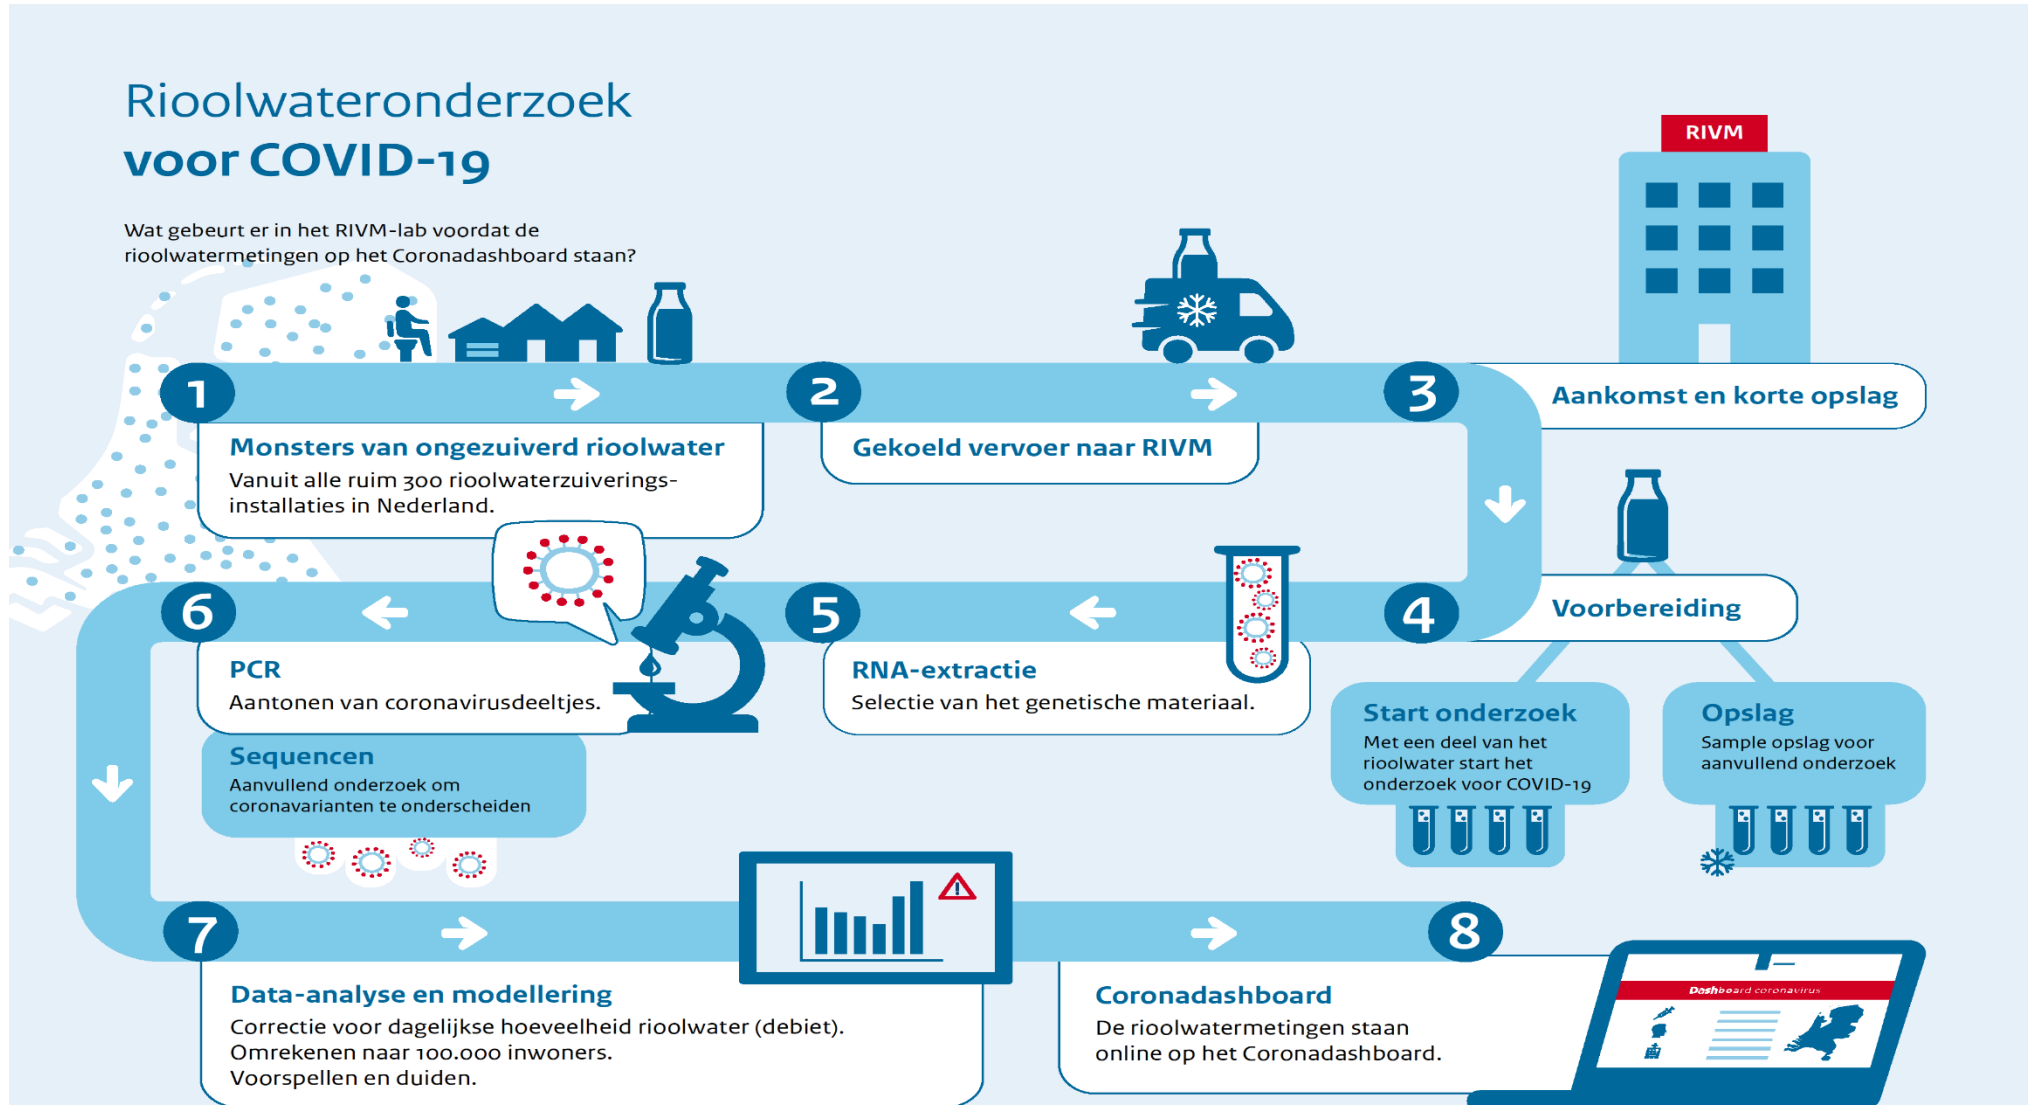 Rioolwateronderzoek
voor COVID-19
Wat gebeurt er in het RIVM-lab voordat de
rioolwatermetingen op het Coronadashboard staan?
RIVM
1
2
3
Aankomst en korte opslag
Monsters van ongezuiverd rioolwater
Vanuit alle ruim 300 rioolwaterzuiverings-
installaties in Nederland.
Gekoeld vervoer naar RIVM
4
Voorbereiding
Start onderzoek
Met een deel van het
rioolwater start het
onderzoek voor COVID-19
Opslag
Sample opslag voor
aanvullend onderzoek
5
RNA-extractie
Selectie van het genetische materiaal.
6
PCR
Aantonen van coronavirusdeeltjes.
Sequencen
Aanvullend onderzoek om
coronavarianten te onderscheiden
7
Data-analyse en modellering
Correctie voor dagelijkse hoeveelheid rioolwater (debiet).
Omrekenen naar 100.000 inwoners.
Voorspellen en duiden.
!
8
Coronadashboard
De rioolwatermetingen staan
online op het Coronadashboard.
Dashboard coronavirus